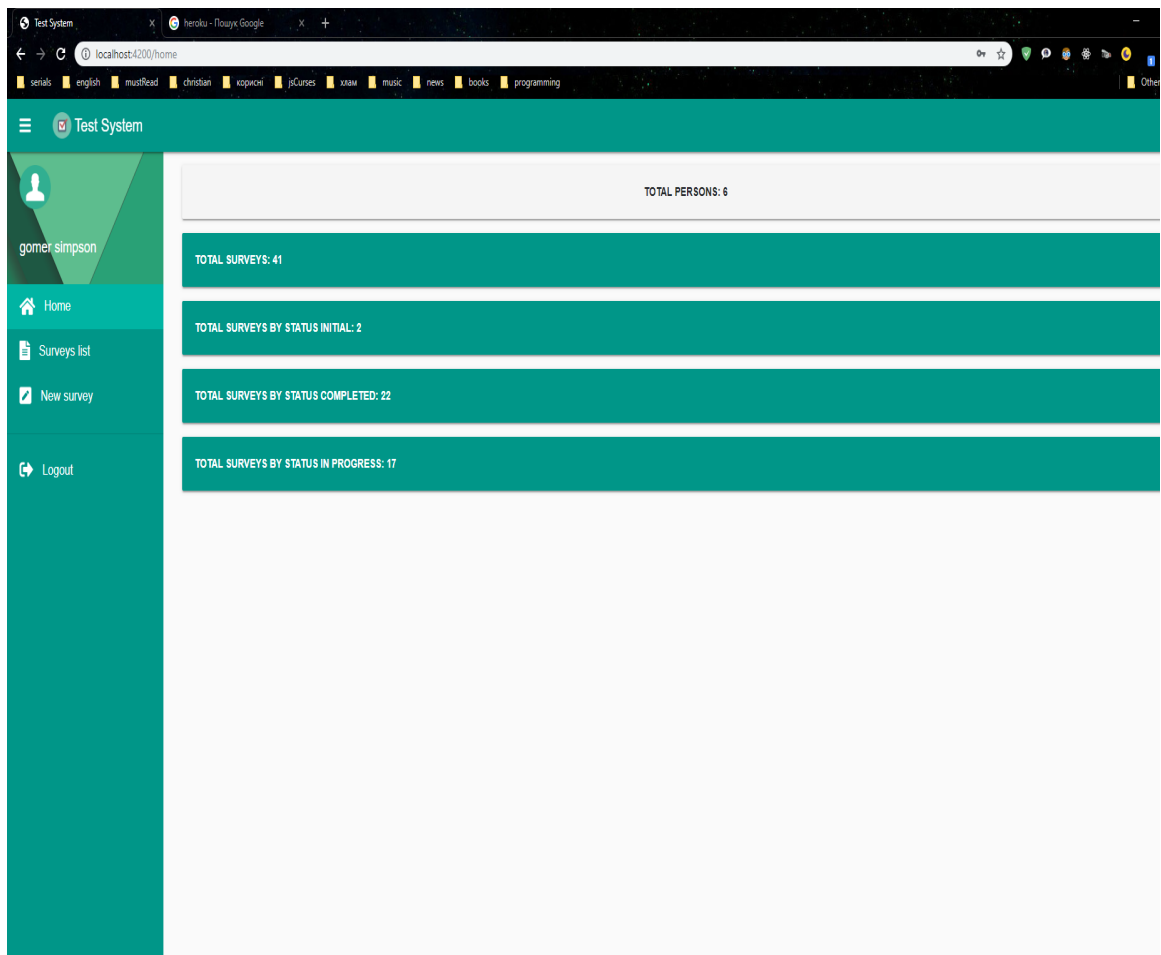 Test System
heroku - Пошук Google
localhost:4200/home
serials english mustRead christian корисні jsCurses хлам music news books programming Other
Test System
gomer simpson
Home
Surveys list
New survey
Logout
TOTAL PERSONS: 6
TOTAL SURVEYS: 41
TOTAL SURVEYS BY STATUS INITIAL: 2
TOTAL SURVEYS BY STATUS COMPLETED: 22
TOTAL SURVEYS BY STATUS IN PROGRESS: 17